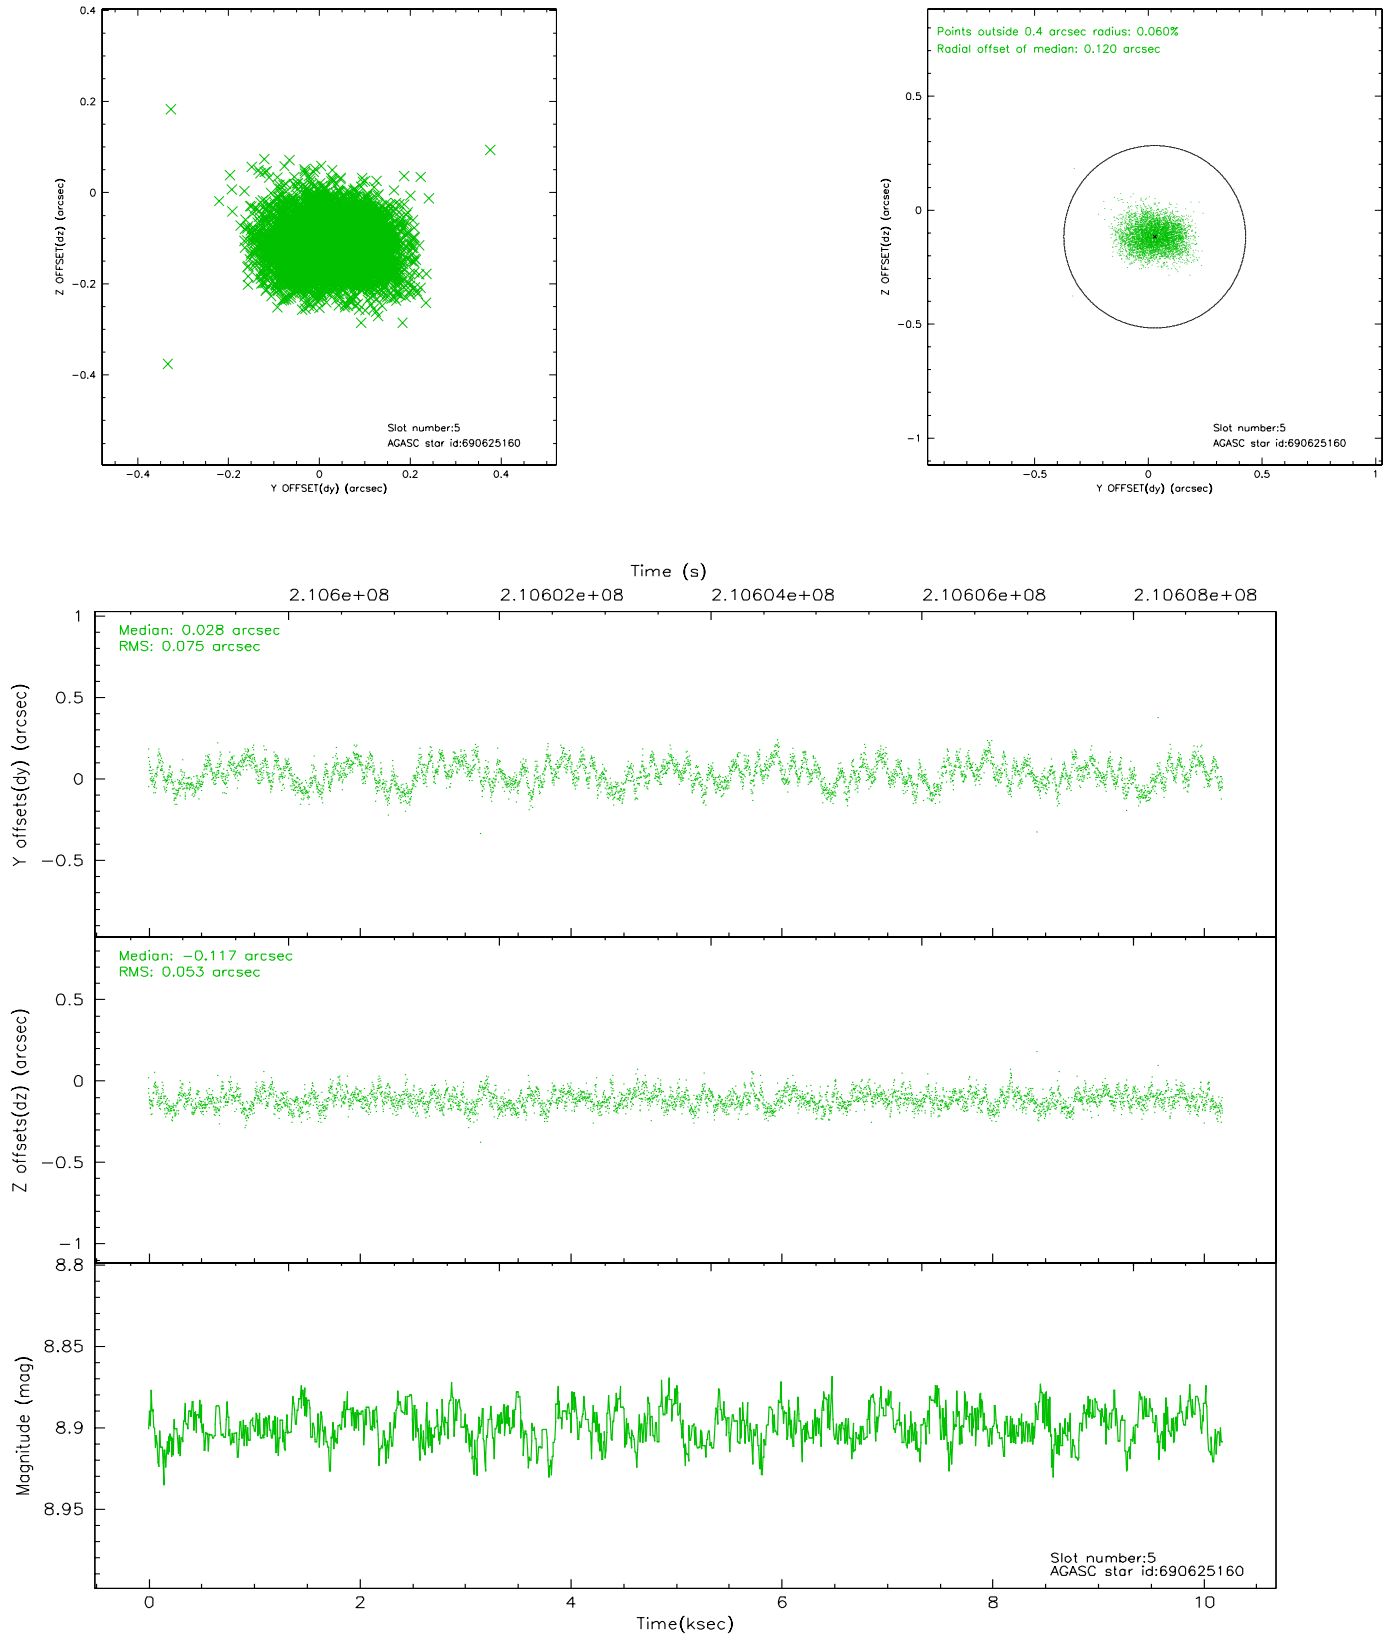 0.4
0.2
0
−0.2
−0.4
Z OFFSET(dz) (arcsec)
Slot number:5
AGASC star id:690625160
−0.4 −0.2 0 0.2 0.4
Y OFFSET(dy) (arcsec)
Points outside 0.4 arcsec radius: 0.060%
Radial offset of median: 0.120 arcsec
0.5
0
−0.5
−1
Z OFFSET(dz) (arcsec)
Slot number:5
AGASC star id:690625160
−0.5 0 0.5 1
Y OFFSET(dy) (arcsec)
Time (s)
2.106e+08 2.10602e+08 2.10604e+08 2.10606e+08 2.10608e+08
Median: 0.028 arcsec
RMS: 0.075 arcsec
1
0.5
0
−0.5
Y offsets(dy) (arcsec)
Median: −0.117 arcsec
RMS: 0.053 arcsec
0.5
0
−0.5
−1
Z offsets(dz) (arcsec)
8.8
8.85
8.9
8.95
Magnitude (mag)
Slot number:5
AGASC star id:690625160
0 2 4 6 8 10
Time(ksec)